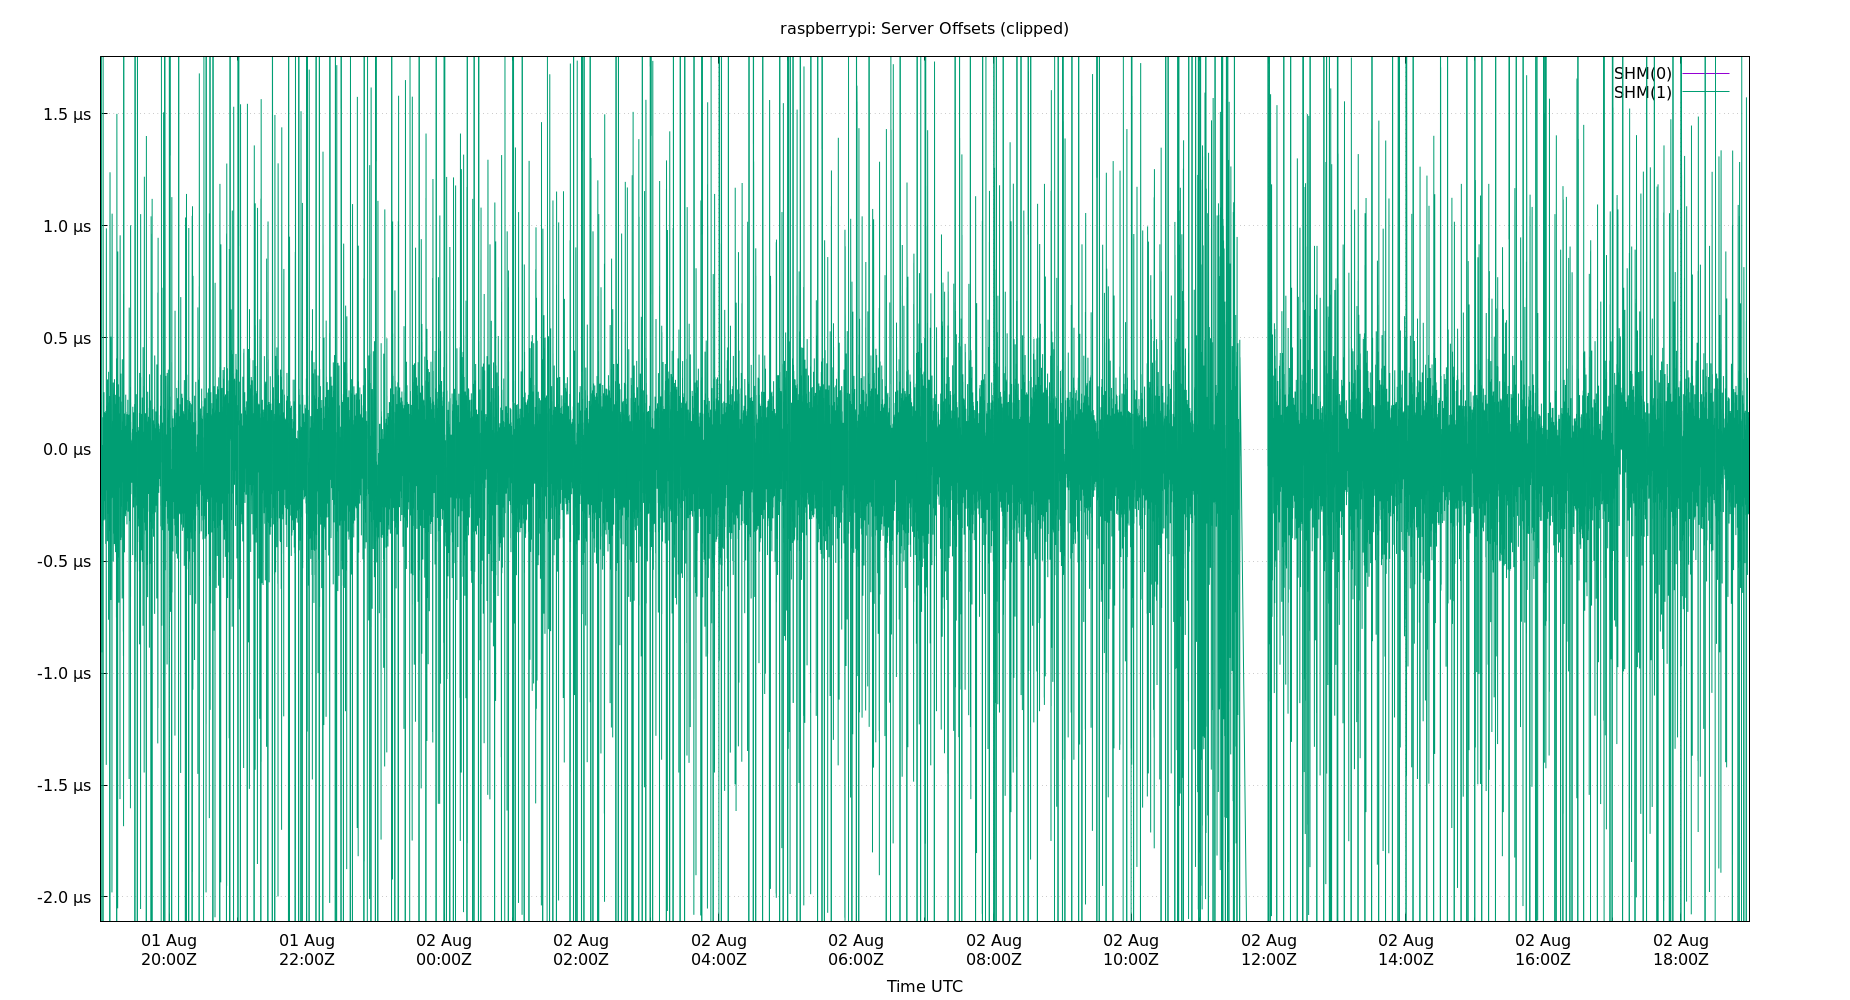 raspberrypi: Server Offsets (clipped)
SHM(0)
SHM(1)
1.5 µs
1.0 µs
0.5 µs
0.0 µs
-0.5 µs
-1.0 µs
-1.5 µs
-2.0 µs
01 Aug 01 Aug 02 Aug 02 Aug 02 Aug 02 Aug 02 Aug 02 Aug 02 Aug 02 Aug 02 Aug 02 Aug
20:00Z 22:00Z 00:00Z 02:00Z 04:00Z 06:00Z 08:00Z 10:00Z 12:00Z 14:00Z 16:00Z 18:00Z
Time UTC